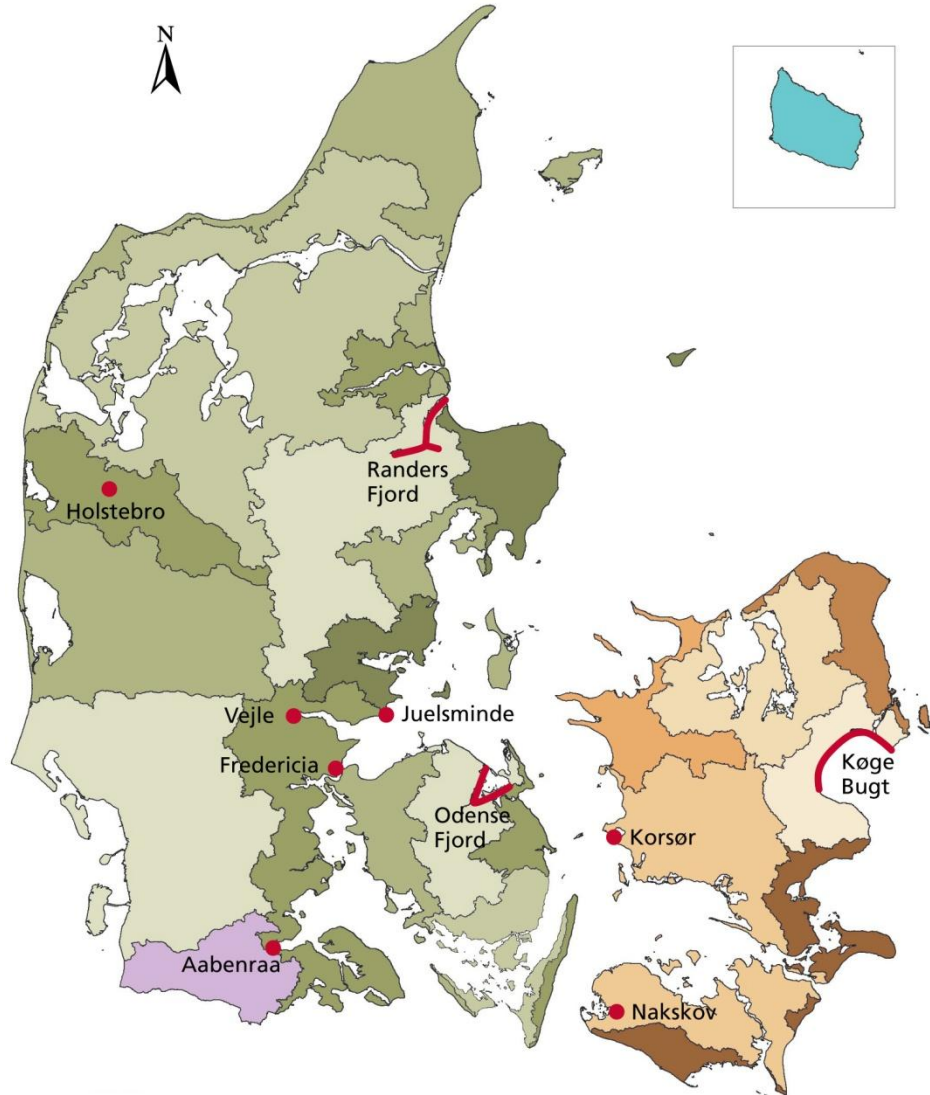 N
Randers
Fjord
Holstebro
Vejle
Juelsminde
Fredericia
Køge
Bugt
Odense
Fjord
Korsør
Aabenraa
Nakskov